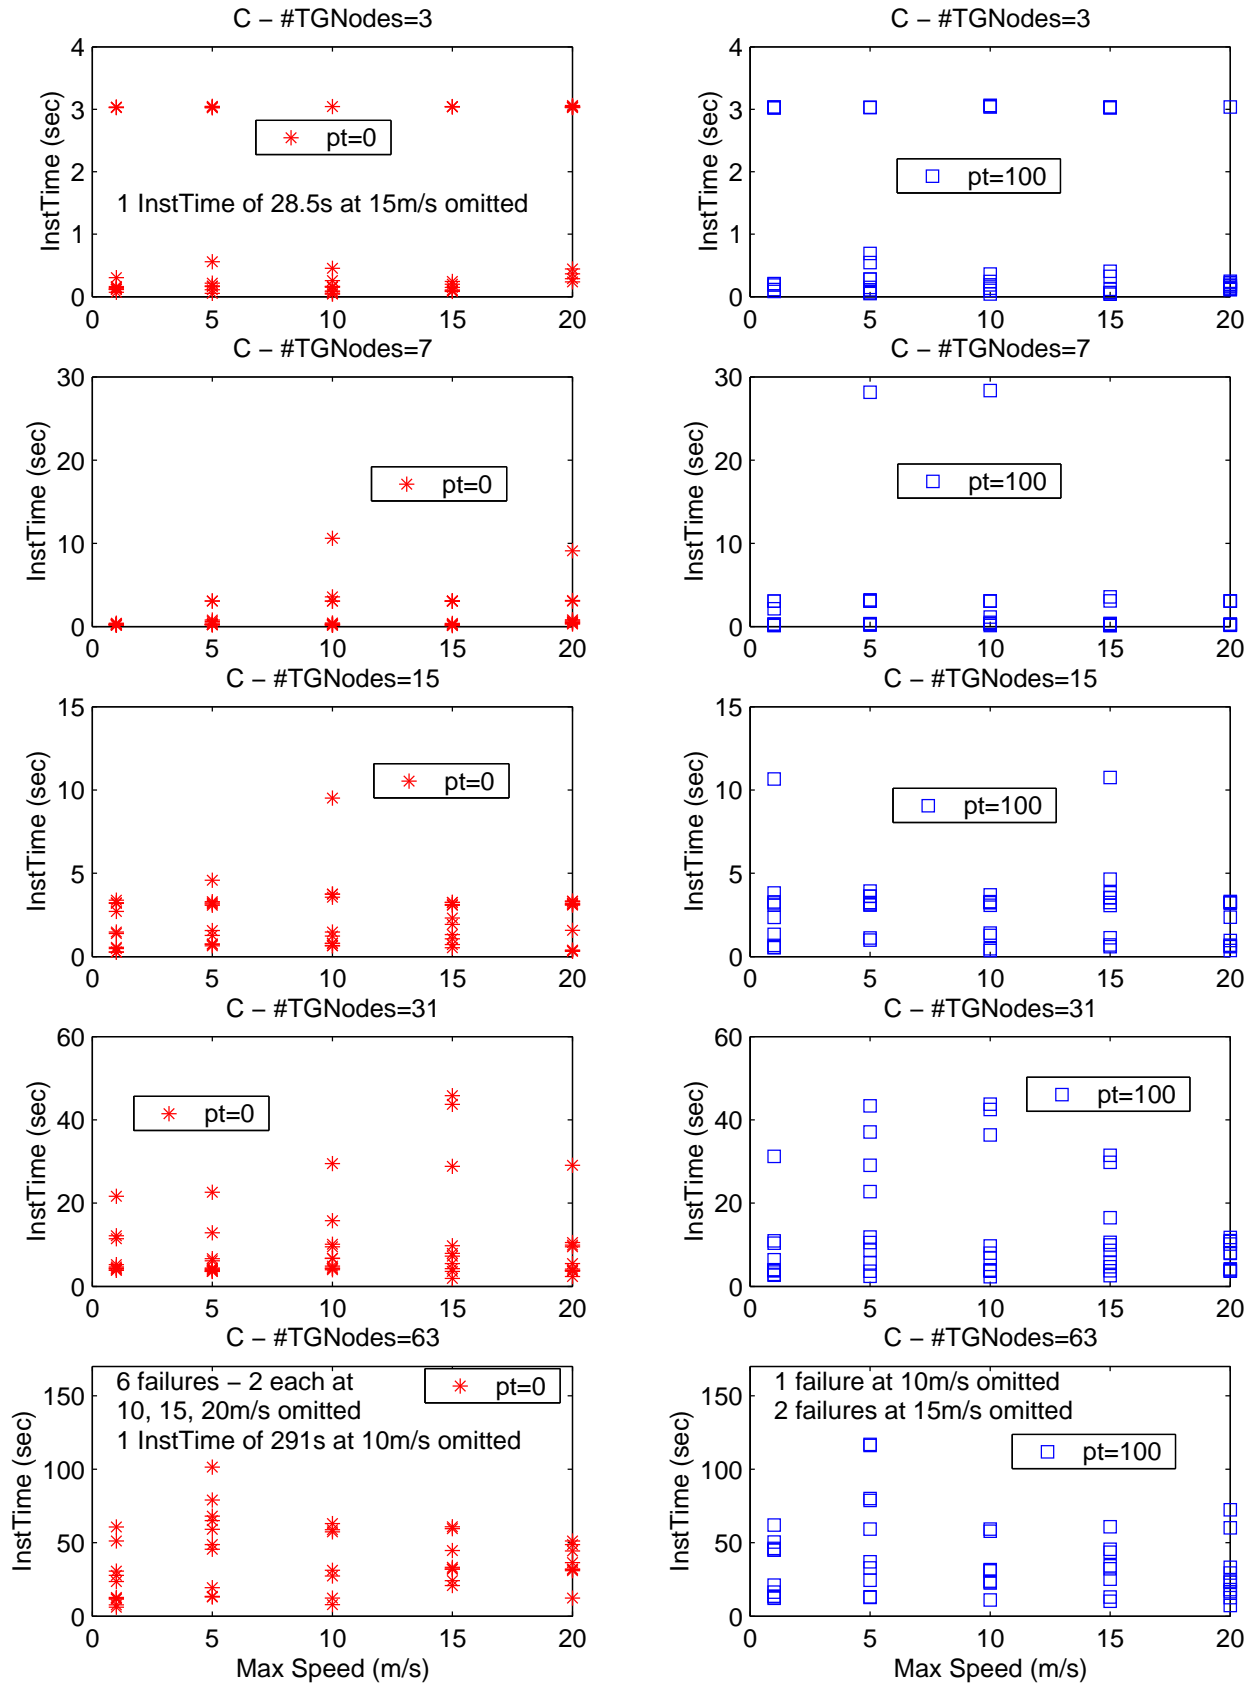 C − #TGNodes=3
InstTime (sec)
4
3
2
1
0
pt=0
1 InstTime of 28.5s at 15m/s omitted
0 5 10 15 20
C − #TGNodes=3
InstTime (sec)
4
3
2
1
0
pt=100
0 5 10 15 20
C − #TGNodes=7
InstTime (sec)
30
20
10
0
pt=0
0 5 10 15 20
C − #TGNodes=7
InstTime (sec)
30
20
10
0
pt=100
0 5 10 15 20
C − #TGNodes=15
InstTime (sec)
15
10
5
0
pt=0
0 5 10 15 20
C − #TGNodes=15
InstTime (sec)
15
10
5
0
pt=100
0 5 10 15 20
C − #TGNodes=31
InstTime (sec)
60
40
20
0
pt=0
0 5 10 15 20
C − #TGNodes=31
InstTime (sec)
60
40
20
0
pt=100
0 5 10 15 20
C − #TGNodes=63
InstTime (sec)
150
100
50
0
6 failures − 2 each at
10, 15, 20m/s omitted
1 InstTime of 291s at 10m/s omitted
pt=0
0 5 10 15 20
Max Speed (m/s)
C − #TGNodes=63
InstTime (sec)
150
100
50
0
1 failure at 10m/s omitted
2 failures at 15m/s omitted
pt=100
0 5 10 15 20
Max Speed (m/s)